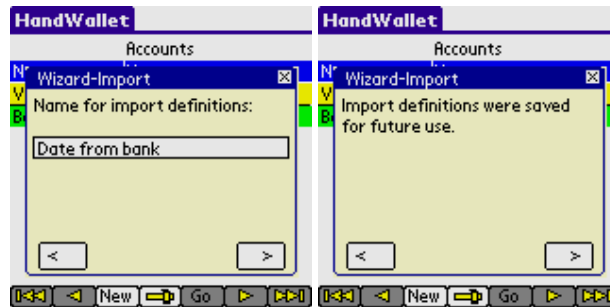 HandWallet
Accounts
Wizard-Import
Name for import definitions:
Date from bank
< >
New Go
HandWallet
Accounts
Wizard-Import
Import definitions were saved
for future use.
< >
New Go